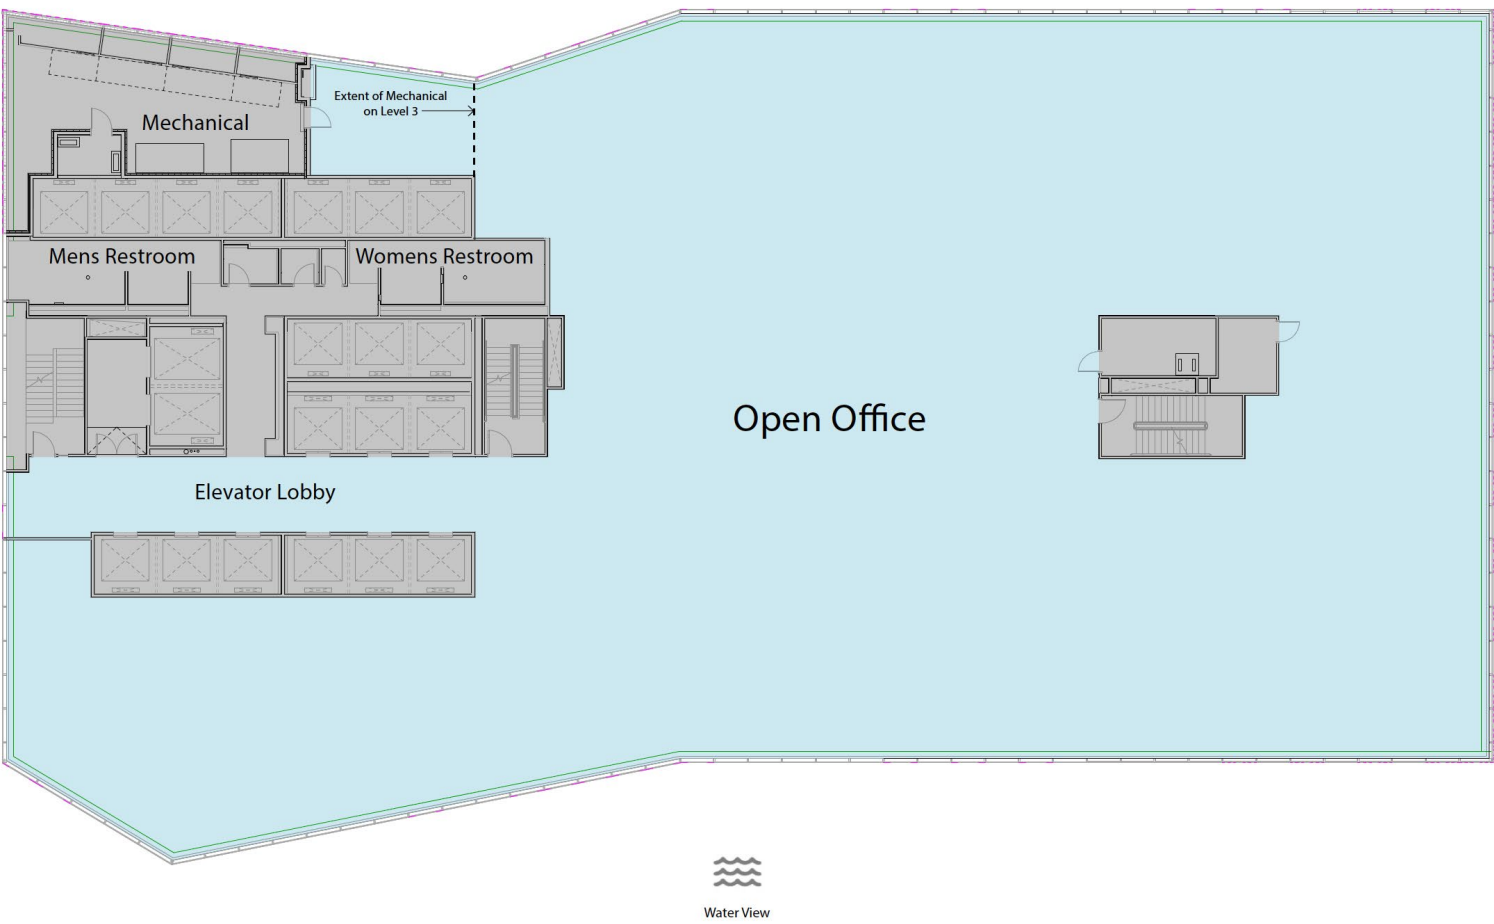 Extent of Mechanical
on Level 3
Mechanical
Mens Restroom
Womens Restroom
Open Office
Elevator Lobby
Water View